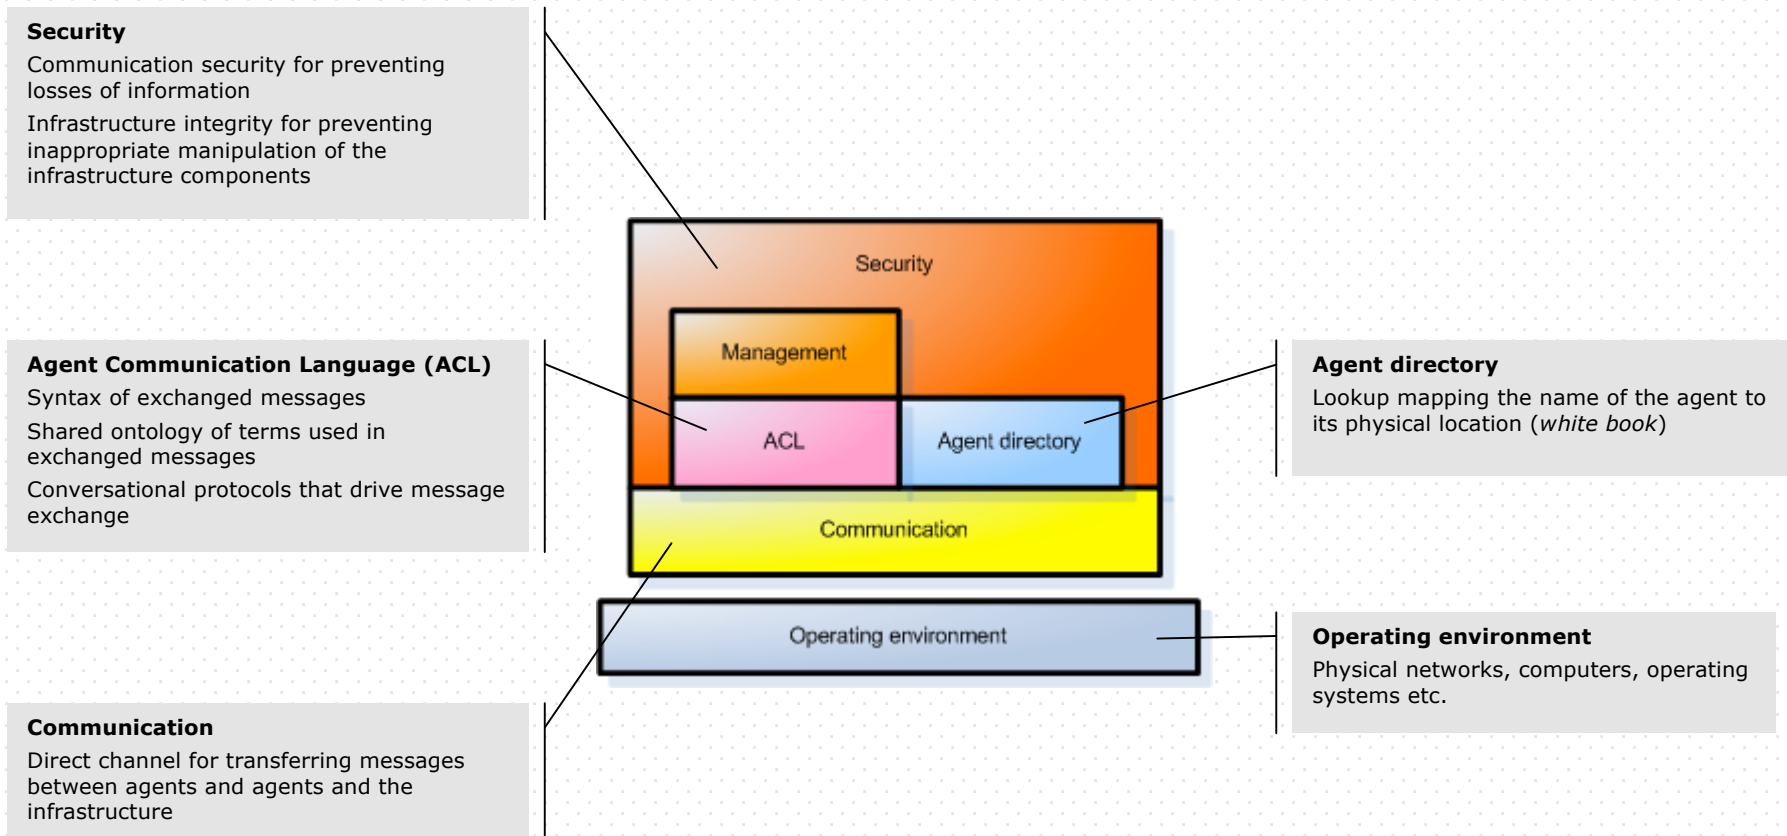 Security
Communication security for preventing
losses of information
Infrastructure integrity for preventing
inappropriate manipulation of the
infrastructure components
Agent Communication Language (ACL)
Syntax of exchanged messages
Shared ontology of terms used in
exchanged messages
Conversational protocols that drive message
exchange
Communication
Direct channel for transferring messages
between agents and agents and the
infrastructure
Security
Management
ACL
Agent directory
Communication
Operating environment
Agent directory
Lookup mapping the name of the agent to
its physical location (white book)
Operating environment
Physical networks, computers, operating
systems etc.